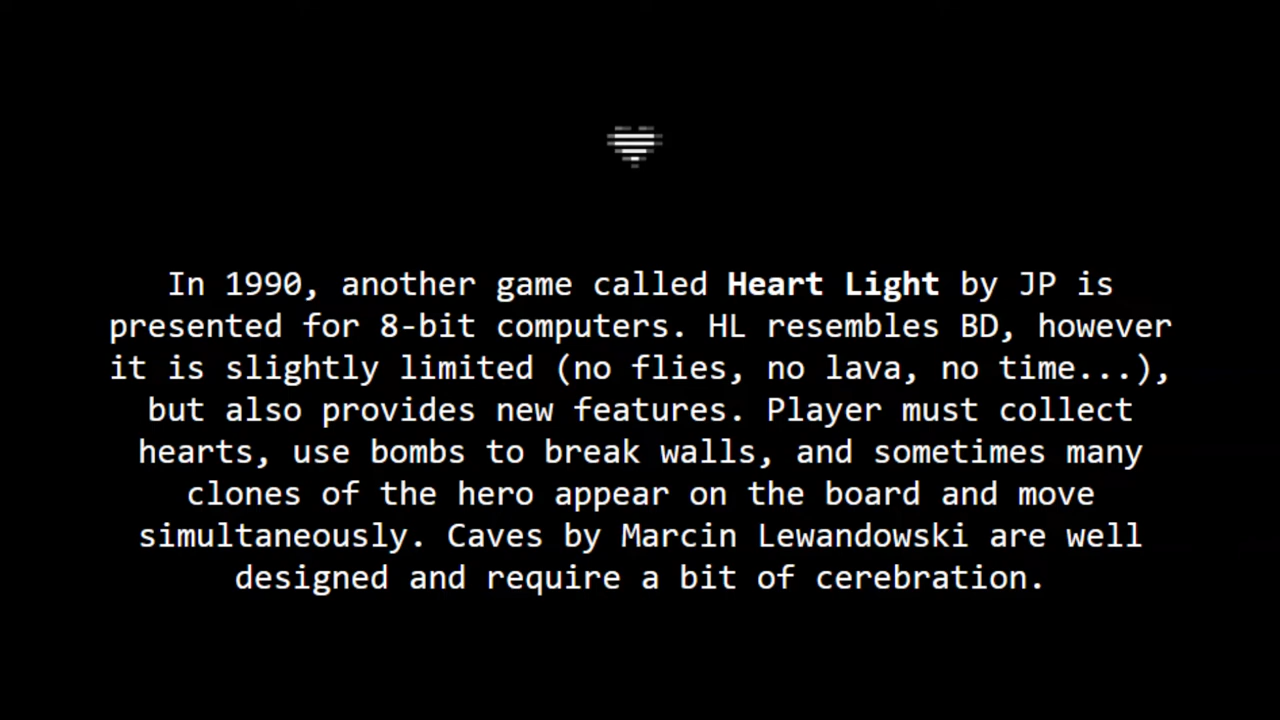 In 1990, another game called Heart Light by JP is
presented for 8-bit computers. HL resembles BD, however
it is slightly limited (no flies, no lava, no time...),
but also provides new features. Player must collect
hearts, use bombs to break walls, and sometimes many
clones of the hero appear on the board and move
simultaneously. Caves by Marcin Lewandowski are well
designed and require a bit of cerebration.